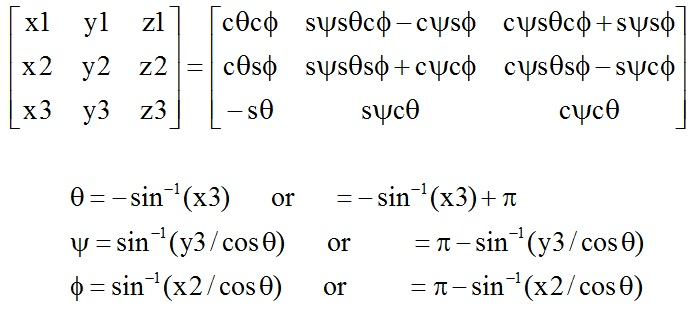 x1 y1 z1 cθcϕ sψsθcϕ−cψsϕ cψsθcϕ+sψsϕ
x2 y2 z2 = cθsϕ sψsθsϕ+cψcϕ cψsθsϕ−sψcϕ
x3 y3 z3 −sθ sψcθ cψcθ
θ = −sin⁻¹(x3) or = −sin⁻¹(x3) + π
ψ = sin⁻¹(y3/cosθ) or = π − sin⁻¹(y3/cosθ)
ϕ = sin⁻¹(x2/cosθ) or = π − sin⁻¹(x2/cosθ)